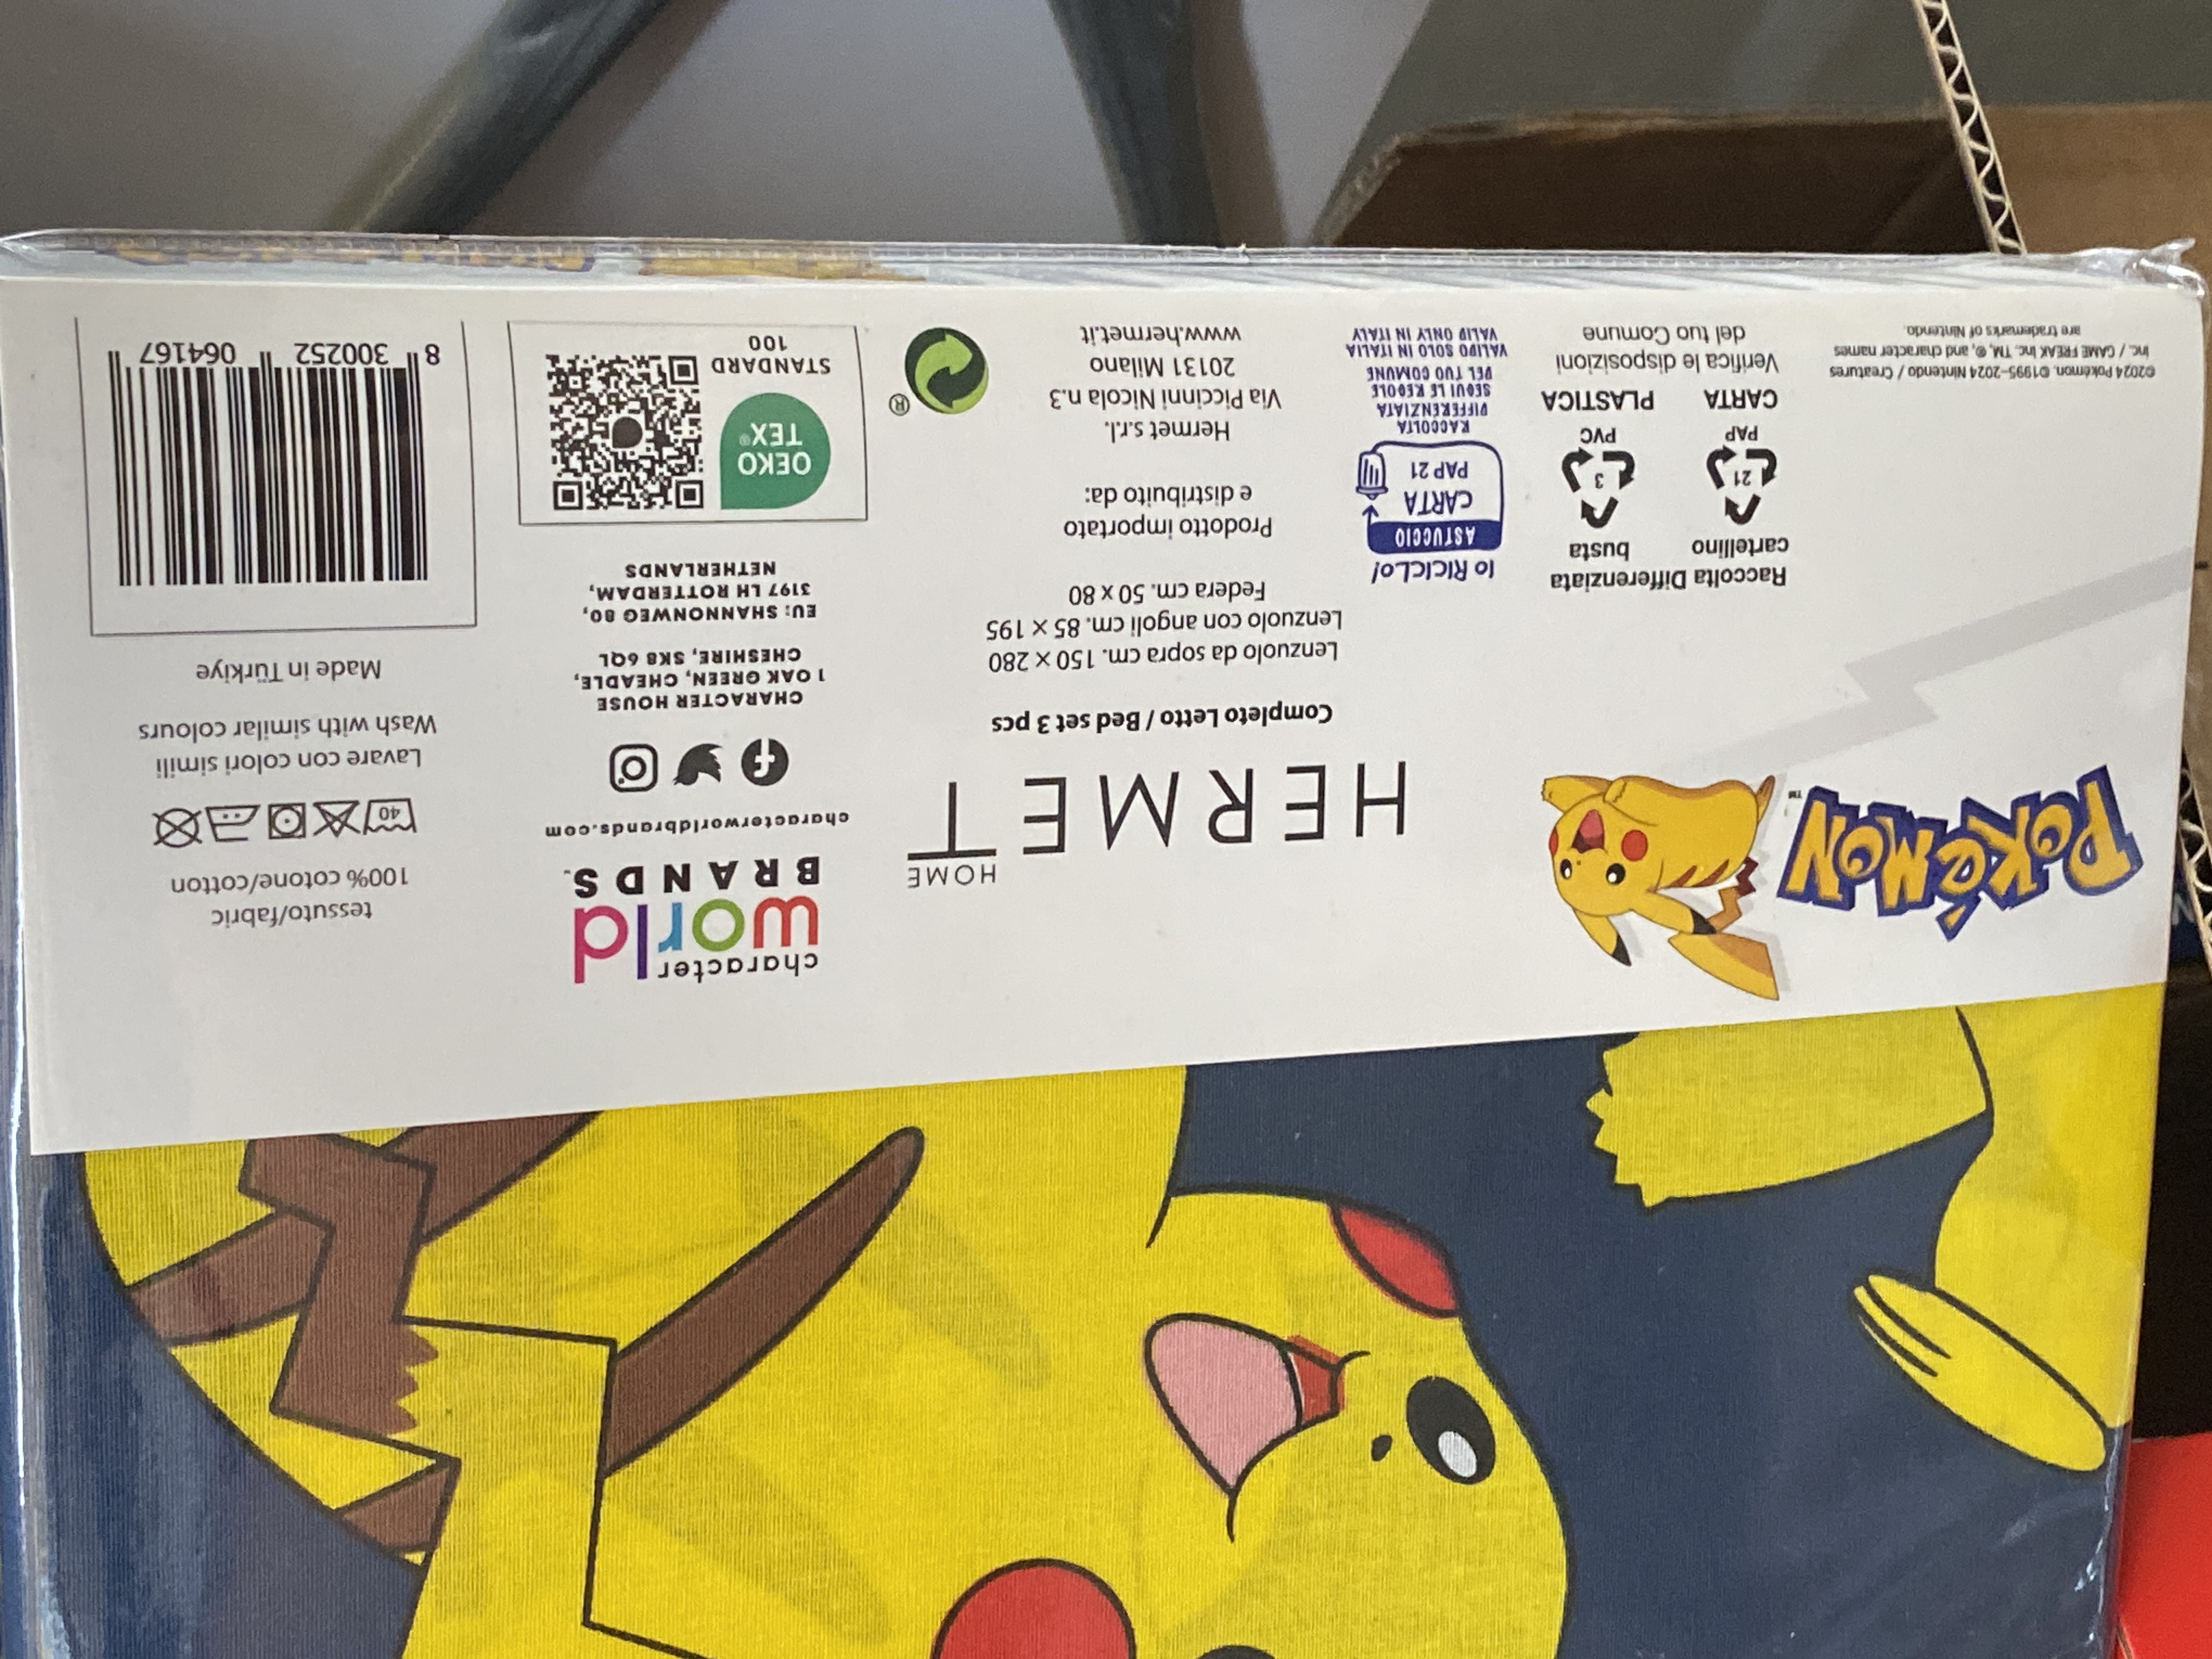 POKÉMON
TM
©2024 Pokémon. ©1995–2024 Nintendo / Creatures
Inc. / GAME FREAK inc. TM, ®, and character names
are trademarks of Nintendo.
Raccolta Differenziata
cartellino
21
PAP
CARTA
busta
3
PVC
PLASTICA
Verifica le disposizioni
del tuo Comune
HOME
HERMET
Completo Letto / Bed set 3 pcs
Lenzuolo da sopra cm. 150 x 280
Lenzuolo con angoli cm. 85 x 195
Federa cm. 50 x 80
Io RICICLO!
ASTUCCIO
CARTA
PAP 21
RACCOLTA
DIFFERENZIATA
SEGUI LE REGOLE
DEL TUO COMUNE
VALIDO SOLO IN ITALIA
VALID ONLY IN ITALY
Prodotto importato
e distribuito da:
Hermet s.r.l.
Via Piccinni Nicola n.3
20131 Milano
www.hermet.it
®
character
world
BRANDS
characterworldbrands.com
CHARACTER HOUSE
1 OAK GREEN, CHEADLE,
CHESHIRE, SK8 6QL
EU: SHANNONWEG 80,
3197 LH ROTTERDAM,
NETHERLANDS
OEKO
TEX®
STANDARD
100
tessuto/fabric
100% cotone/cotton
40
Lavare con colori simili
Wash with similar colours
Made in Türkiye
8 300252 064167